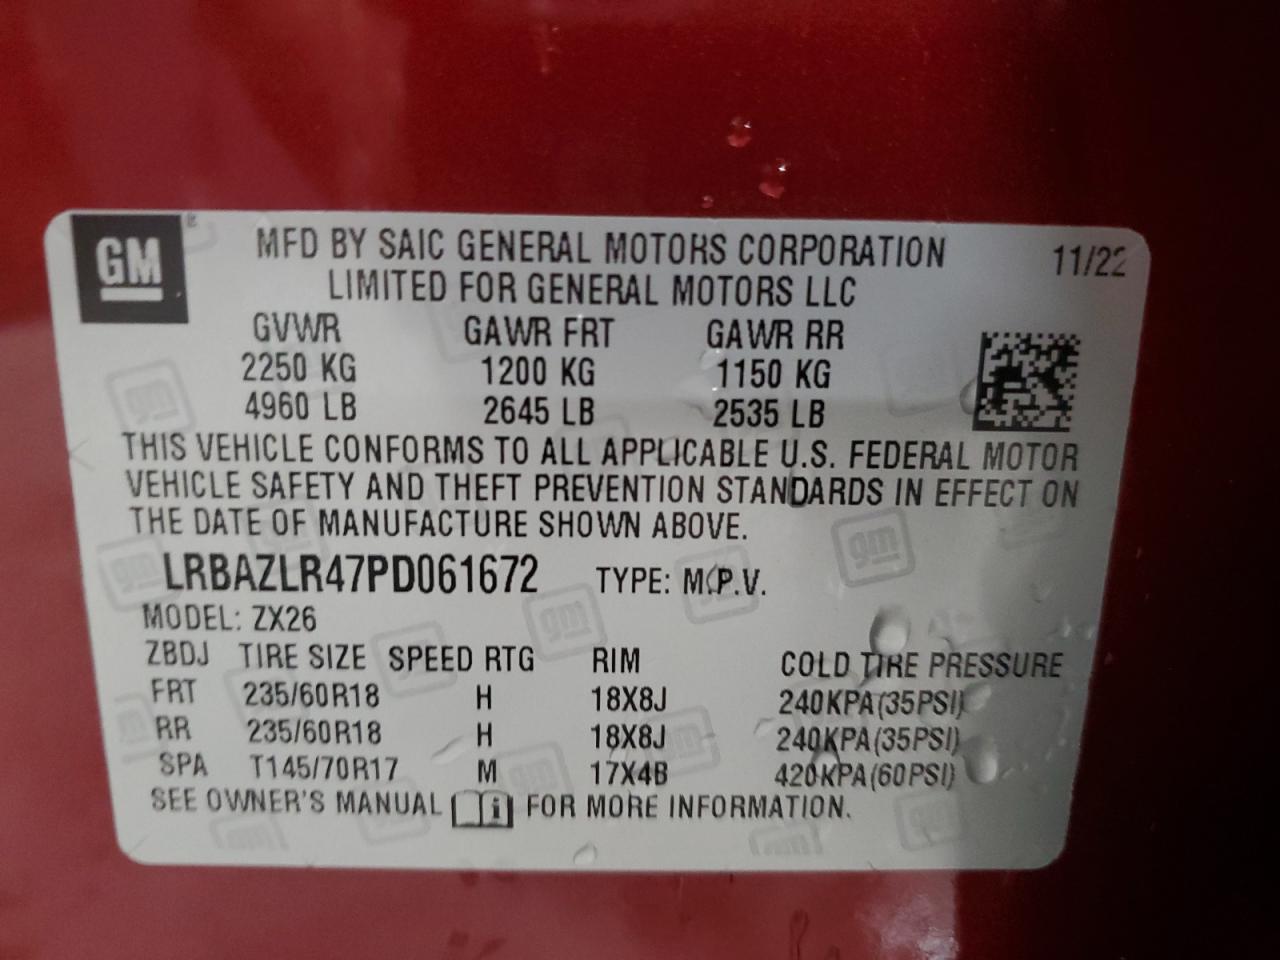 GM
MFD BY SAIC GENERAL MOTORS CORPORATION 11/22
LIMITED FOR GENERAL MOTORS LLC
GVWR GAWR FRT GAWR RR
2250 KG 1200 KG 1150 KG
4960 LB 2645 LB 2535 LB
THIS VEHICLE CONFORMS TO ALL APPLICABLE U.S. FEDERAL MOTOR
VEHICLE SAFETY AND THEFT PREVENTION STANDARDS IN EFFECT ON
THE DATE OF MANUFACTURE SHOWN ABOVE.
LRBAZLR47PD061672 TYPE: M.P.V.
MODEL: ZX26
ZBDJ TIRE SIZE SPEED RTG RIM COLD TIRE PRESSURE
FRT 235/60R18 H 18X8J 240KPA(35PSI)
RR 235/60R18 H 18X8J 240KPA(35PSI)
SPA T145/70R17 M 17X4B 420KPA(60PSI)
SEE OWNER'S MANUAL i FOR MORE INFORMATION.